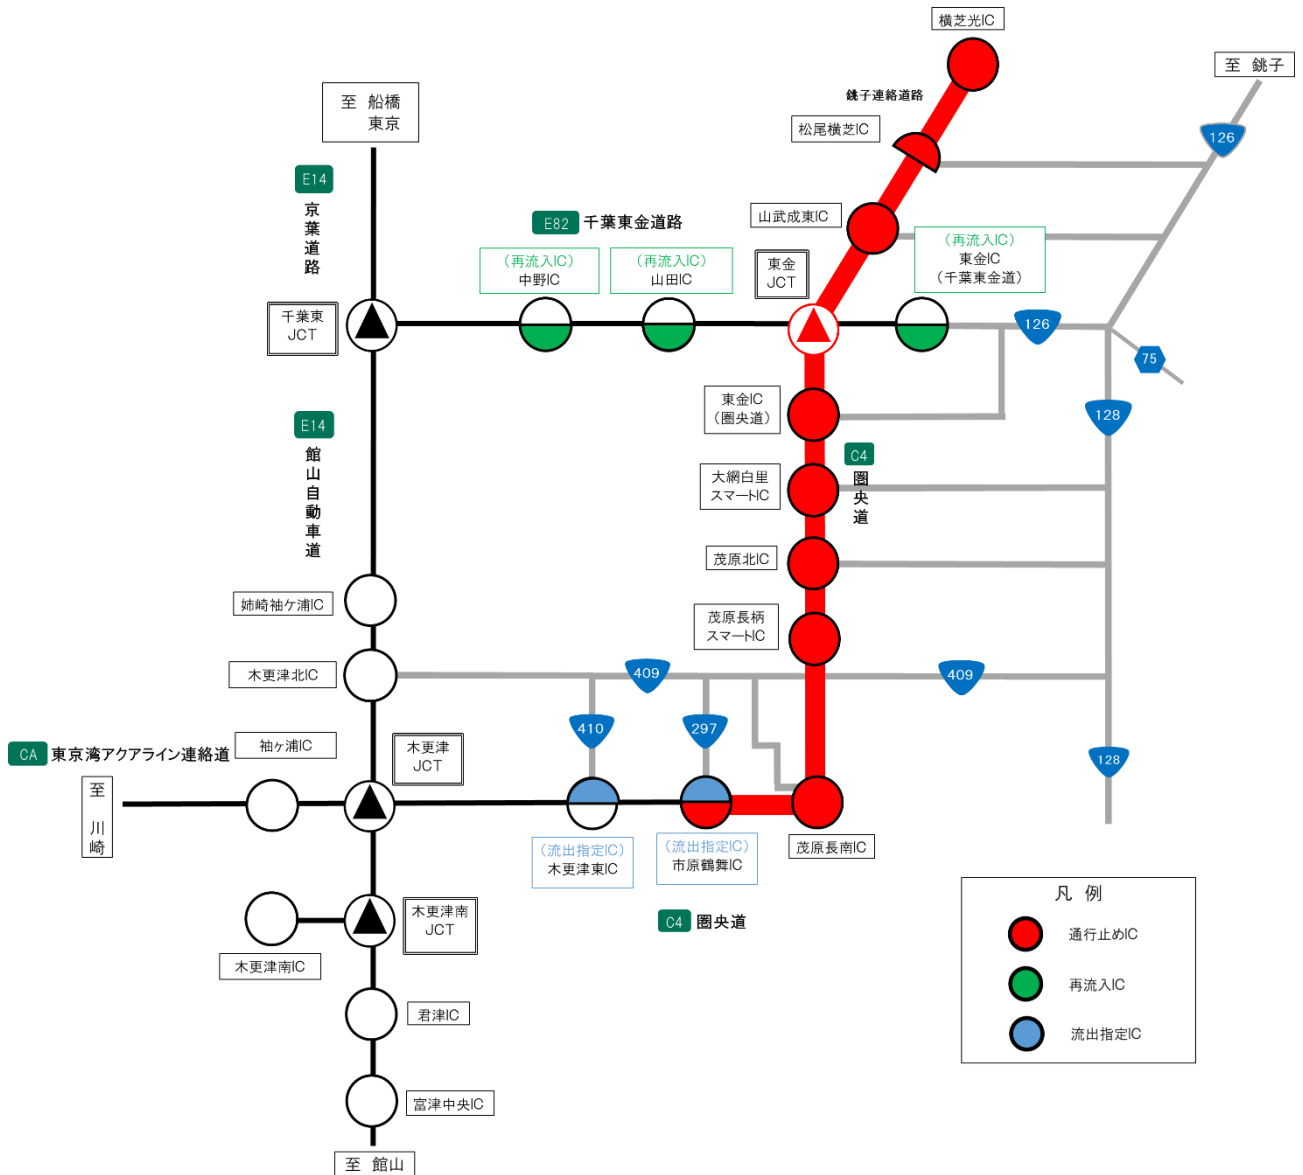 横芝光IC
至 銚子
至 船橋
東京
銚子連絡道路
松尾横芝IC
126
E14
京葉道路
山武成東IC
E82
千葉東金道路
(再流入IC)
中野IC
(再流入IC)
山田IC
東金
JCT
(再流入IC)
東金IC
(千葉東金道)
千葉東
JCT
126
75
東金IC
(圏央道)
128
E14
館山自動車道
C4
圏央道
大網白里
スマートIC
茂原北IC
姉崎袖ケ浦IC
茂原長柄
スマートIC
木更津北IC
409
409
410
297
袖ヶ浦IC
木更津
JCT
CA
東京湾アクアライン連絡道
128
至 川崎
(流出指定IC)
木更津東IC
(流出指定IC)
市原鶴舞IC
茂原長南IC
C4
圏央道
木更津南
JCT
木更津南IC
君津IC
富津中央IC
至 館山
凡 例
通行止めIC
再流入IC
流出指定IC